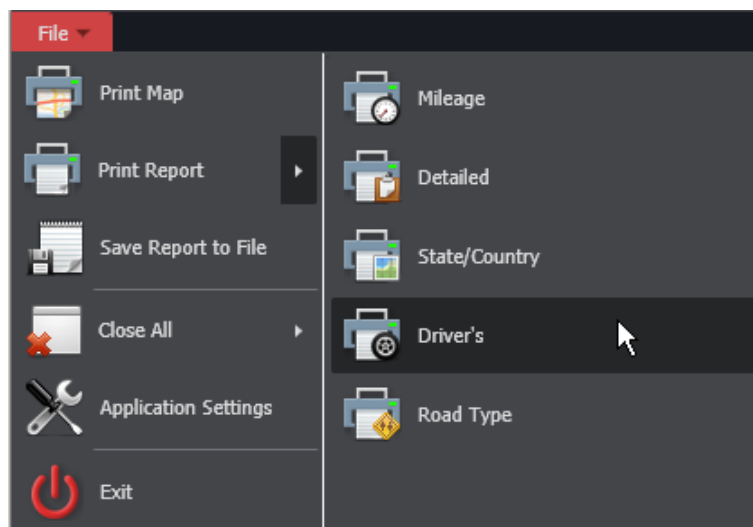 File
Print Map
Print Report
Save Report to File
Close All
Application Settings
Exit
Mileage
Detailed
State/Country
Driver's
Road Type